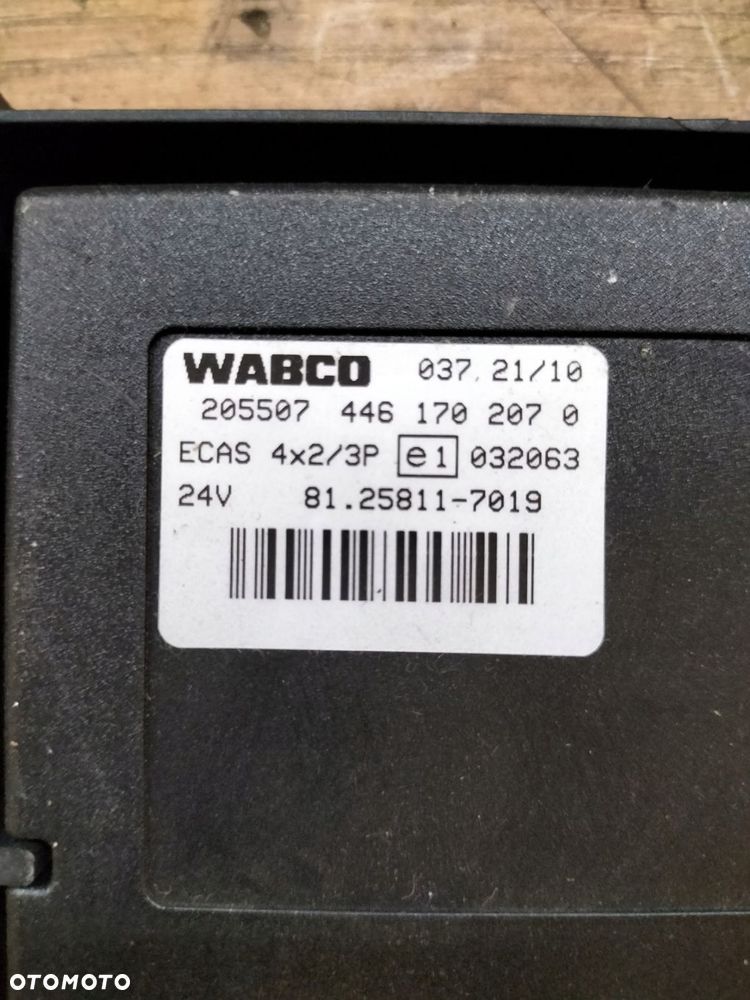 WABCO 037. 21/10
205507 446 170 207 0
ECAS 4x2/3P e1 032063
24V 81.25811-7019
OTOMOTO